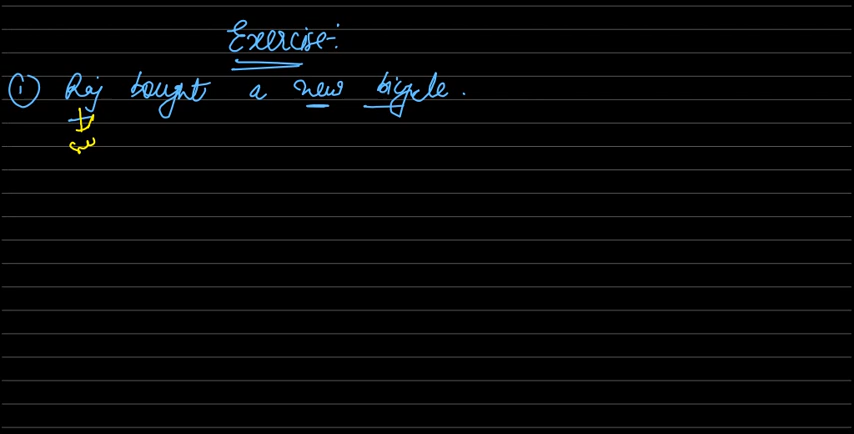 Exercise:-
① Raj bought a new bicycle.